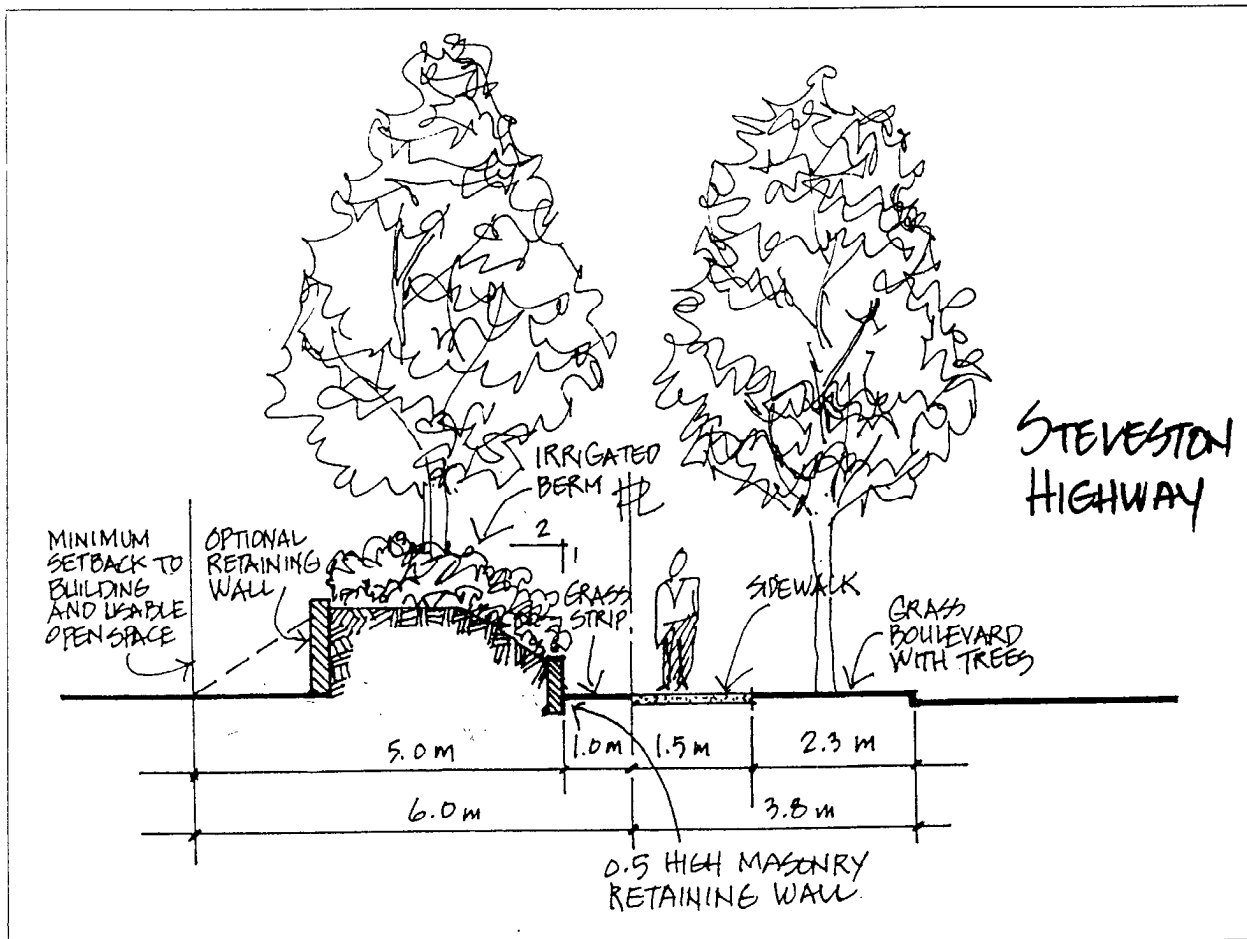 STEVESTON
HIGHWAY
IRRIGATED
BERM
PL
2
1
MINIMUM
SETBACK TO
BUILDING
AND USABLE
OPEN SPACE
OPTIONAL
RETAINING
WALL
GRASS
STRIP
SIDEWALK
GRASS
BOULEVARD
WITH TREES
5.0 m
1.0 m
1.5 m
2.3 m
6.0 m
3.8 m
0.5 HIGH MASONRY
RETAINING WALL